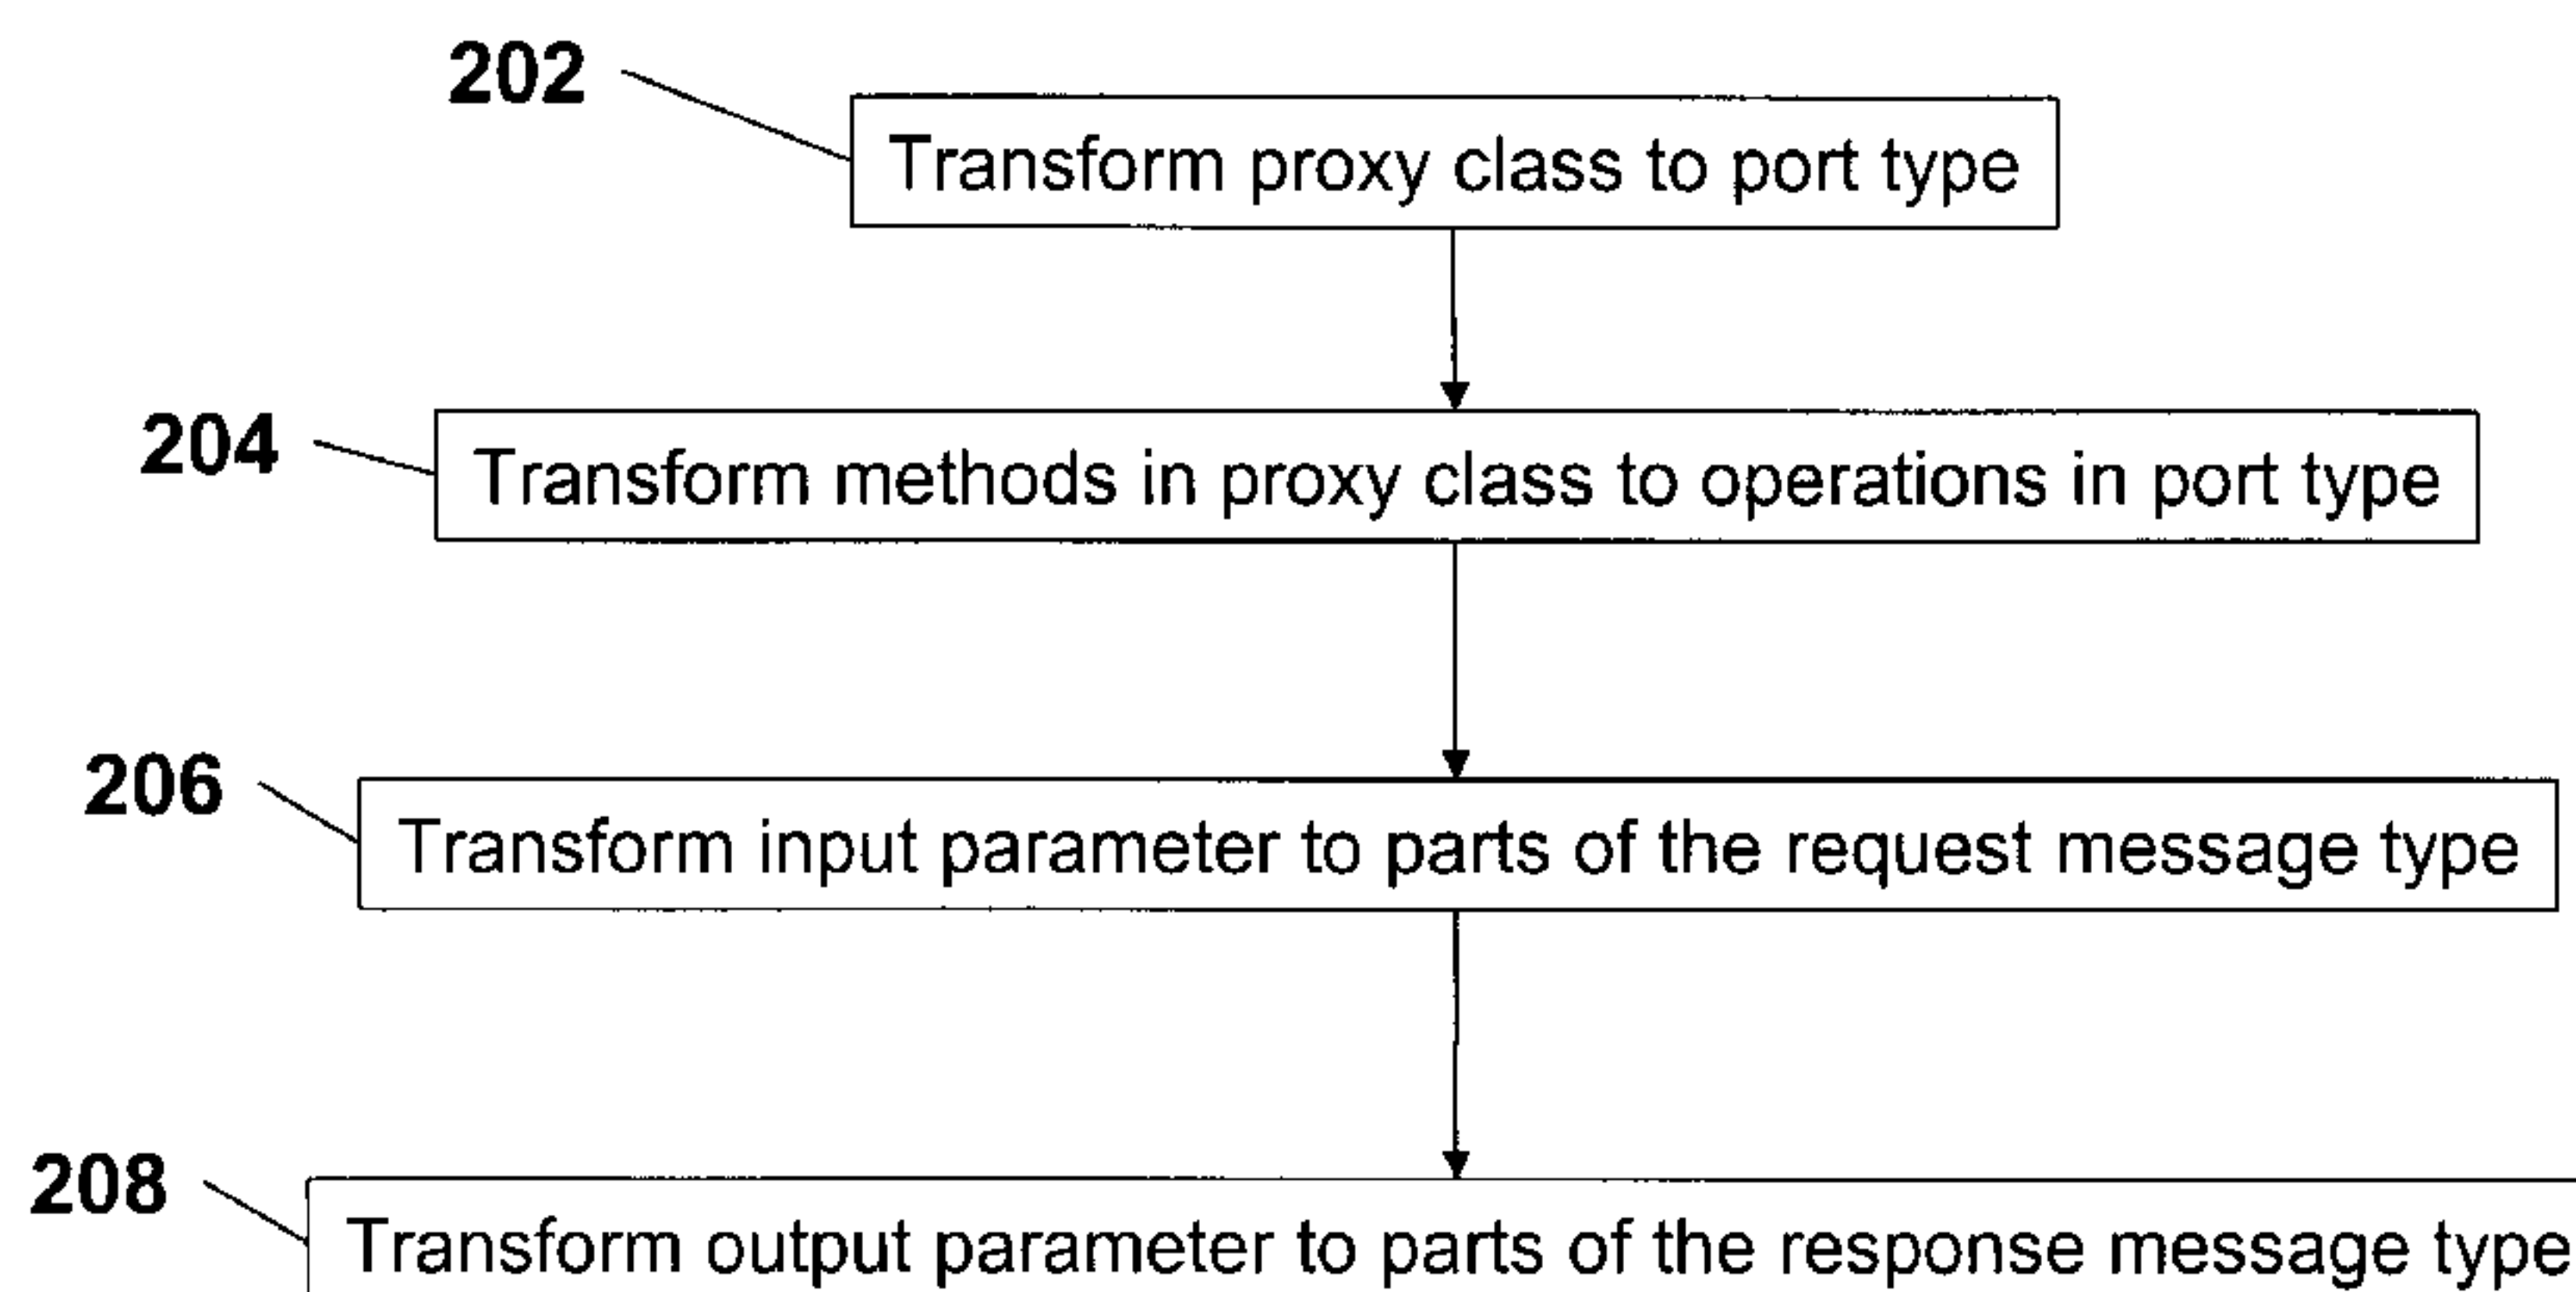 202
Transform proxy class to port type
204
Transform methods in proxy class to operations in port type
206
Transform input parameter to parts of the request message type
208
Transform output parameter to parts of the response message type